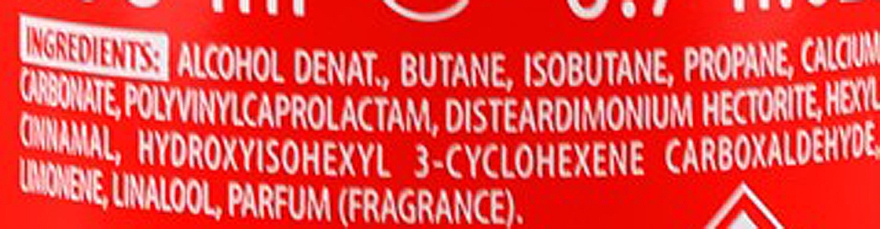 INGREDIENTS: ALCOHOL DENAT., BUTANE, ISOBUTANE, PROPANE, CALCIUM
CARBONATE, POLYVINYLCAPROLACTAM, DISTEARDIMONIUM HECTORITE, HEXYL
CINNAMAL, HYDROXYISOHEXYL 3-CYCLOHEXENE CARBOXALDEHYDE,
LIMONENE, LINALOOL, PARFUM (FRAGRANCE).